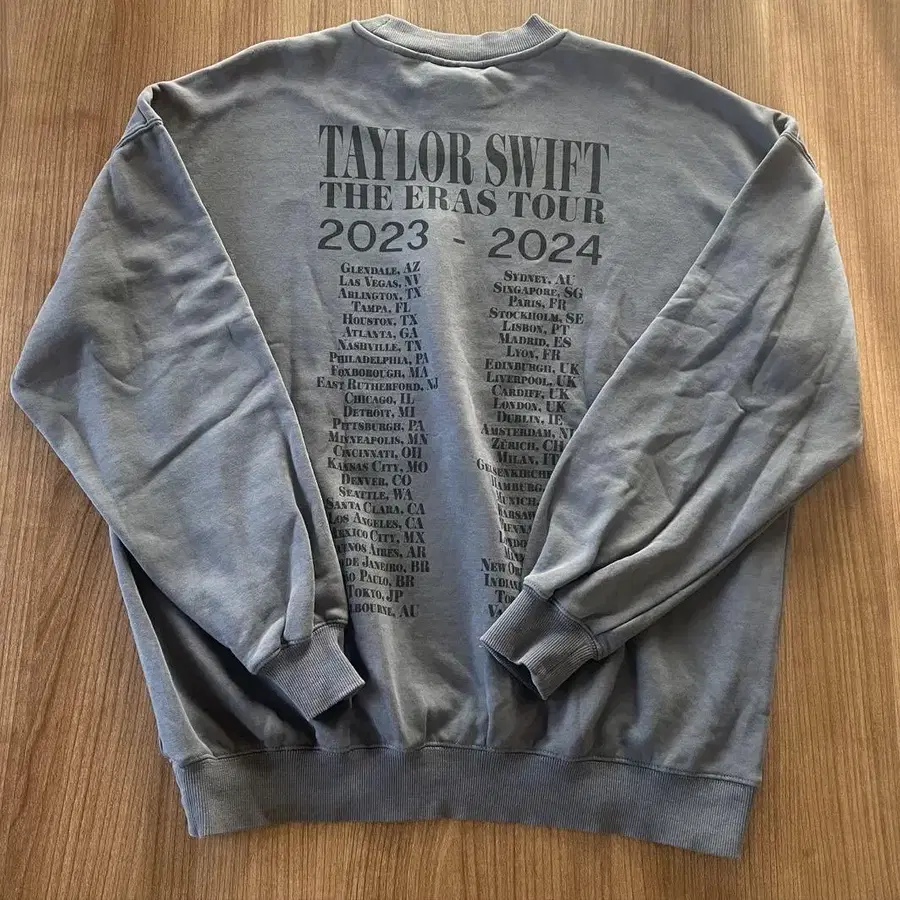 TAYLOR SWIFT
THE ERAS TOUR
2023 - 2024
GLENDALE, AZ
LAS VEGAS, NV
ARLINGTON, TX
TAMPA, FL
HOUSTON, TX
ATLANTA, GA
NASHVILLE, TN
PHILADELPHIA, PA
FOXBOROUGH, MA
EAST RUTHERFORD, NJ
CHICAGO, IL
DETROIT, MI
PITTSBURGH, PA
MINNEAPOLIS, MN
CINCINNATI, OH
KANSAS CITY, MO
DENVER, CO
SEATTLE, WA
SANTA CLARA, CA
LOS ANGELES, CA
MEXICO CITY, MX
AIRES, AR
JANEIRO, BR
PAULO, BR
TOKYO, JP
AU
SYDNEY, AU
SINGAPORE, SG
PARIS, FR
STOCKHOLM, SE
LISBON, PT
MADRID, ES
LYON, FR
EDINBURGH, UK
LIVERPOOL, UK
CARDIFF, UK
LONDON, UK
DUBLIN, IE
AMSTERDAM,
ZÜRICH, CH
MILAN, IT
HAMBURG,
MUNICH,
NEW